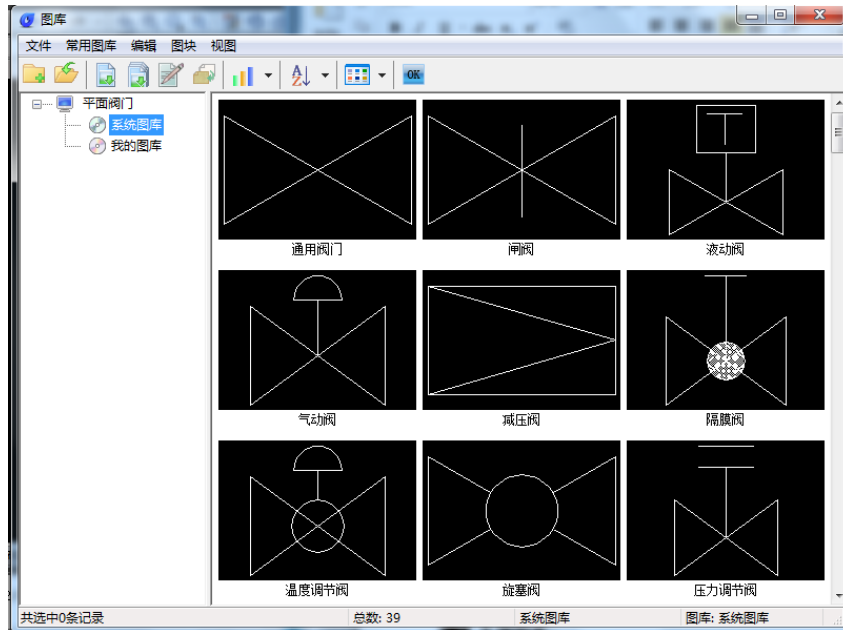 图库
文件 常用图库 编辑 图块 视图
A Z OK
平面阀门
系统图库
我的图库
通用阀门 闸阀 液动阀
气动阀 减压阀 隔膜阀
温度调节阀 旋塞阀 压力调节阀
共选中0条记录 总数: 39 系统图库 图库: 系统图库